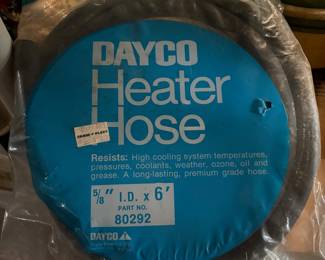 DAYCO
Heater
Hose
Resists: High cooling system temperatures,
pressures, coolants, weather, ozone, oil and
grease. A long-lasting, premium grade hose.
5/8" I.D. x 6'
PART NO.
80292
DAYCO